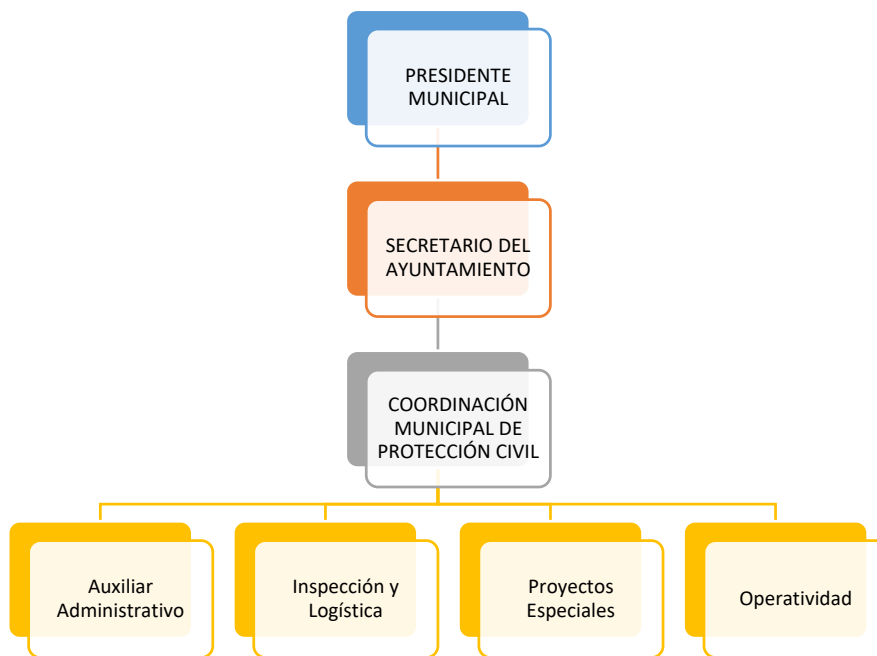 PRESIDENTE
MUNICIPAL
SECRETARIO DEL
AYUNTAMIENTO
COORDINACIÓN
MUNICIPAL DE
PROTECCIÓN CIVIL
Auxiliar
Administrativo
Inspección y
Logística
Proyectos
Especiales
Operatividad